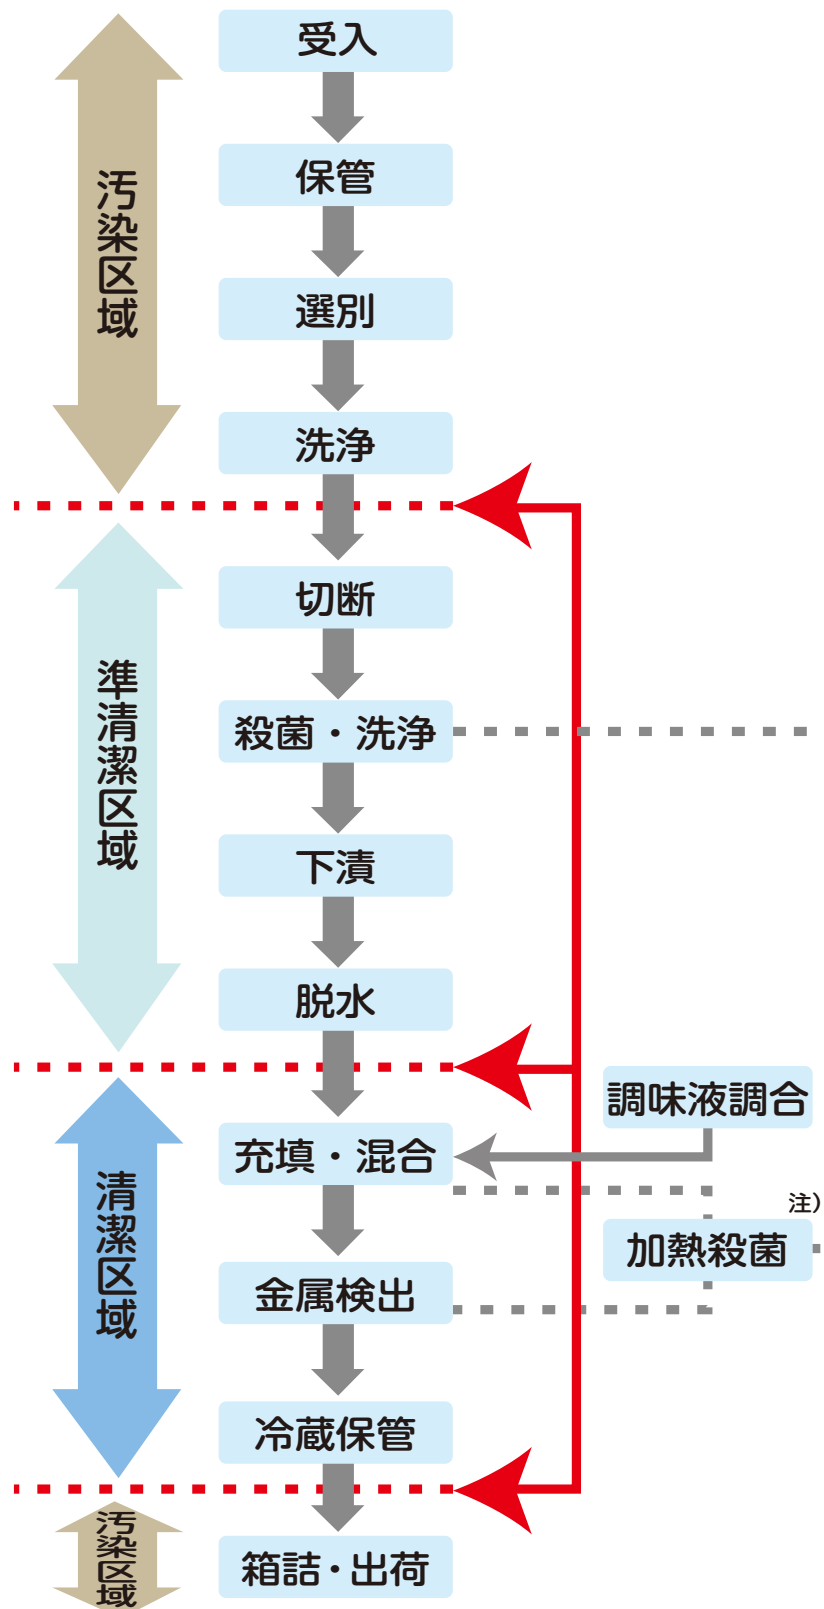 受入
保管
汚染区域
選別
洗浄
切断
準清潔区域
殺菌・洗浄
下漬
脱水
調味液調合
充填・混合
清潔区域
注）
加熱殺菌
金属検出
冷蔵保管
汚染区域
箱詰・出荷